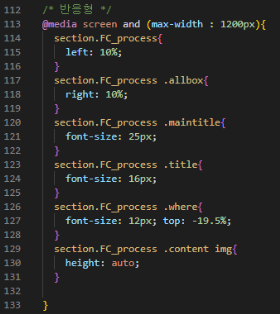 112 /* 반응형 */
113 @media screen and (max-width : 1200px){
114 section.FC_process{
115 left: 10%;
116 }
117 section.FC_process .allbox{
118 right: 10%;
119 }
120 section.FC_process .maintitle{
121 font-size: 25px;
122 }
123 section.FC_process .title{
124 font-size: 16px;
125 }
126 section.FC_process .where{
127 font-size: 12px; top: -19.5%;
128 }
129 section.FC_process .content img{
130 height: auto;
131 }
132
133 }